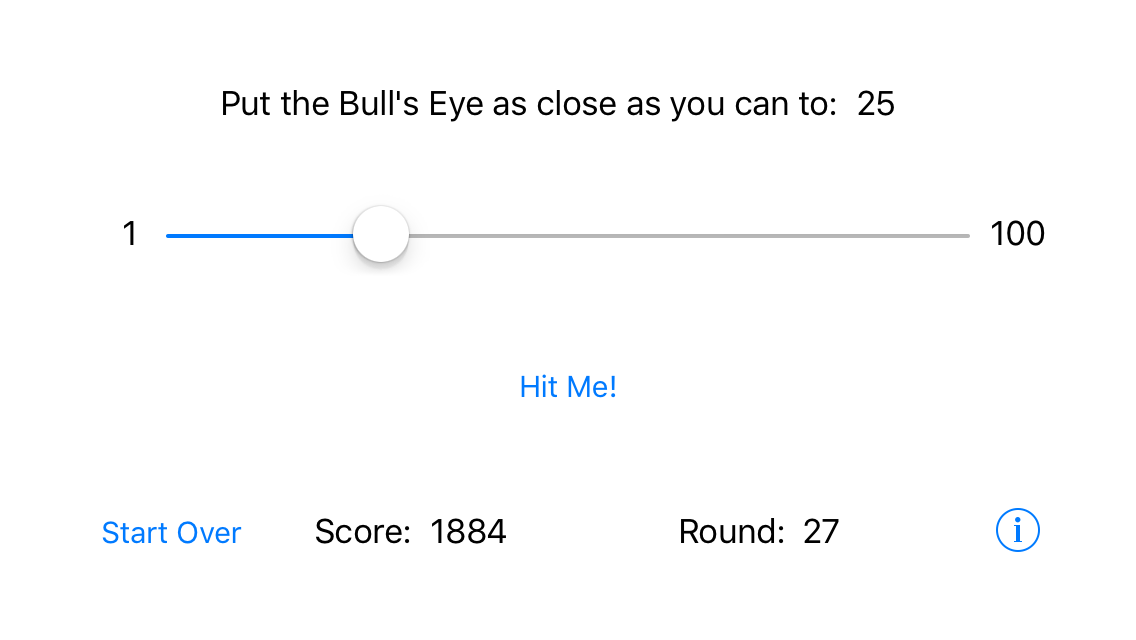 Put the Bull's Eye as close as you can to: 25
1 100
Hit Me!
Start Over Score: 1884 Round: 27 i